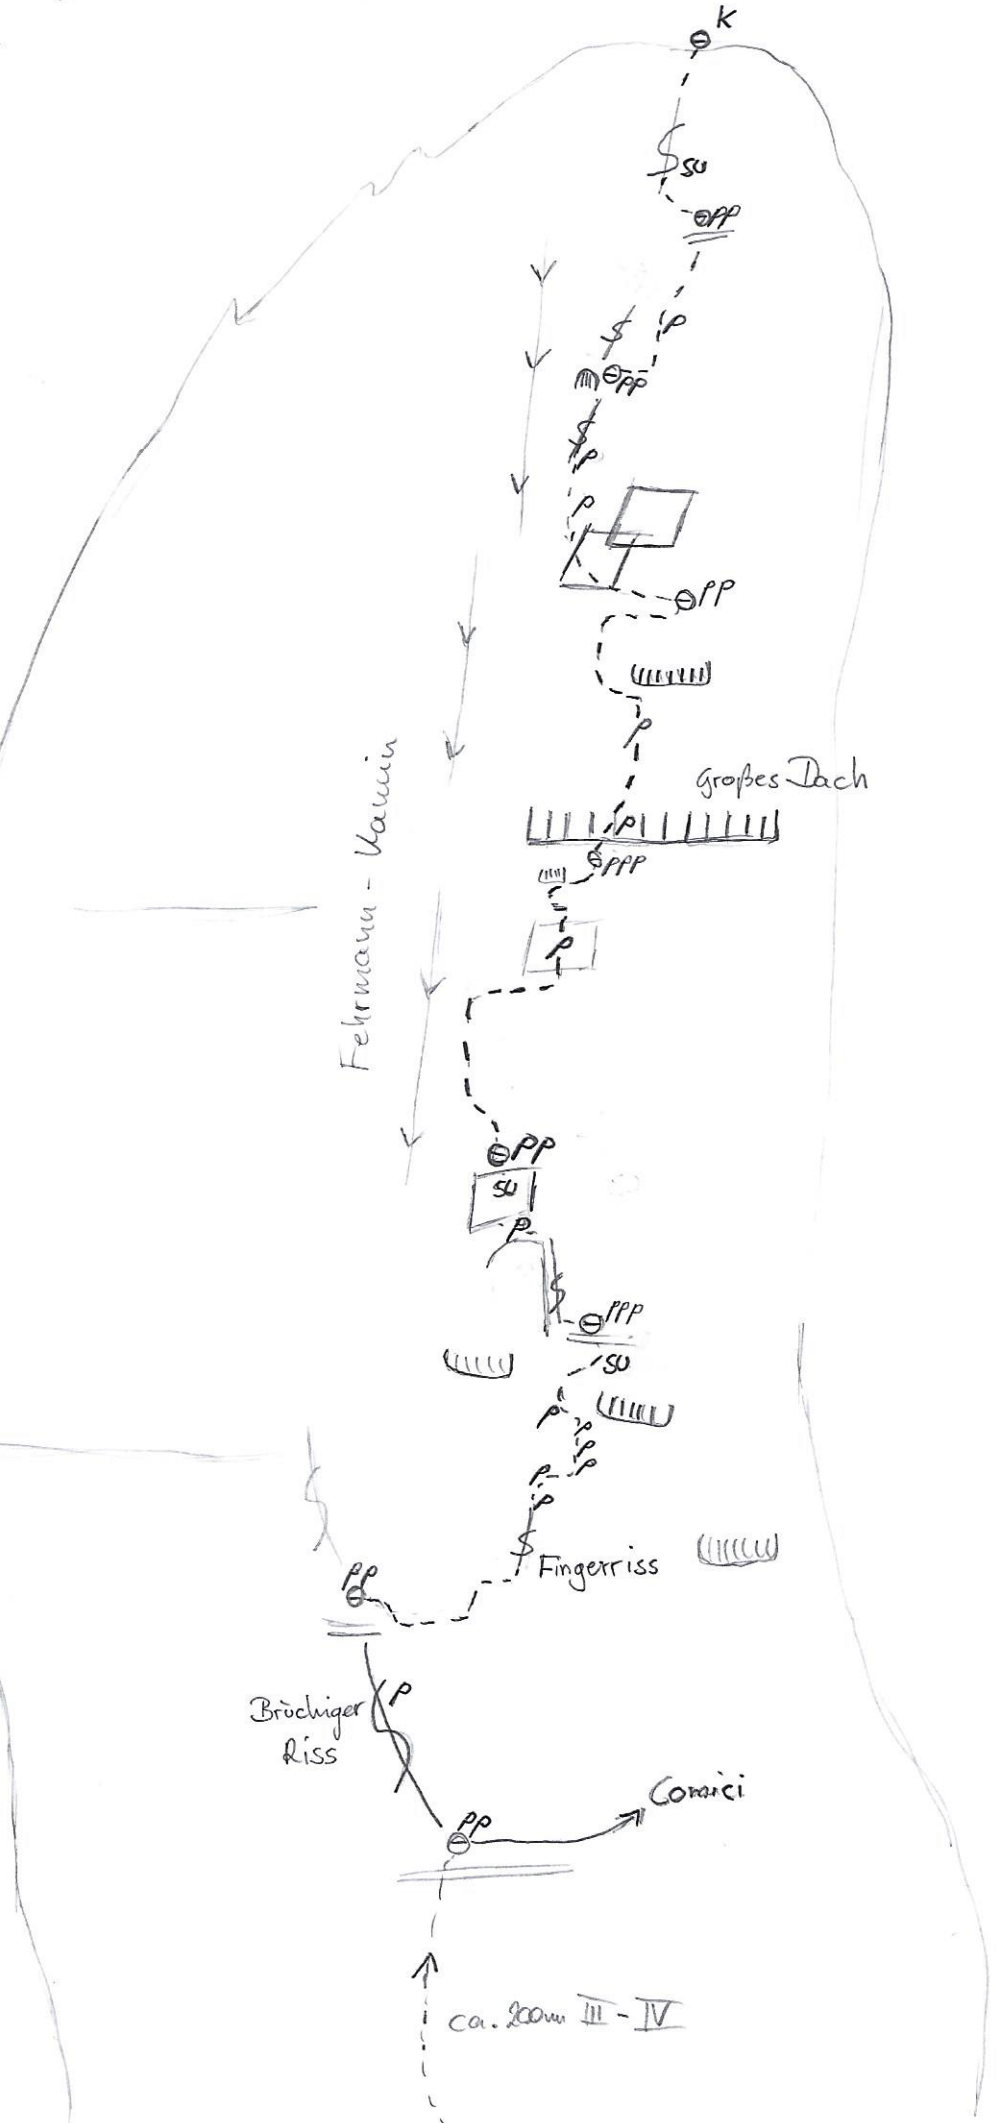 K
SU
PP
P
$
PP
$
P
P
PP
P
Großes Dach
P
PPP
P
Fehrmann - Kamin
PP
SU
P
$
PPP
SU
P
P
P
P
P
P
$
Fingerriss
PP
P
Brüchiger
Riss
Comici
PP
ca. 200m III - IV